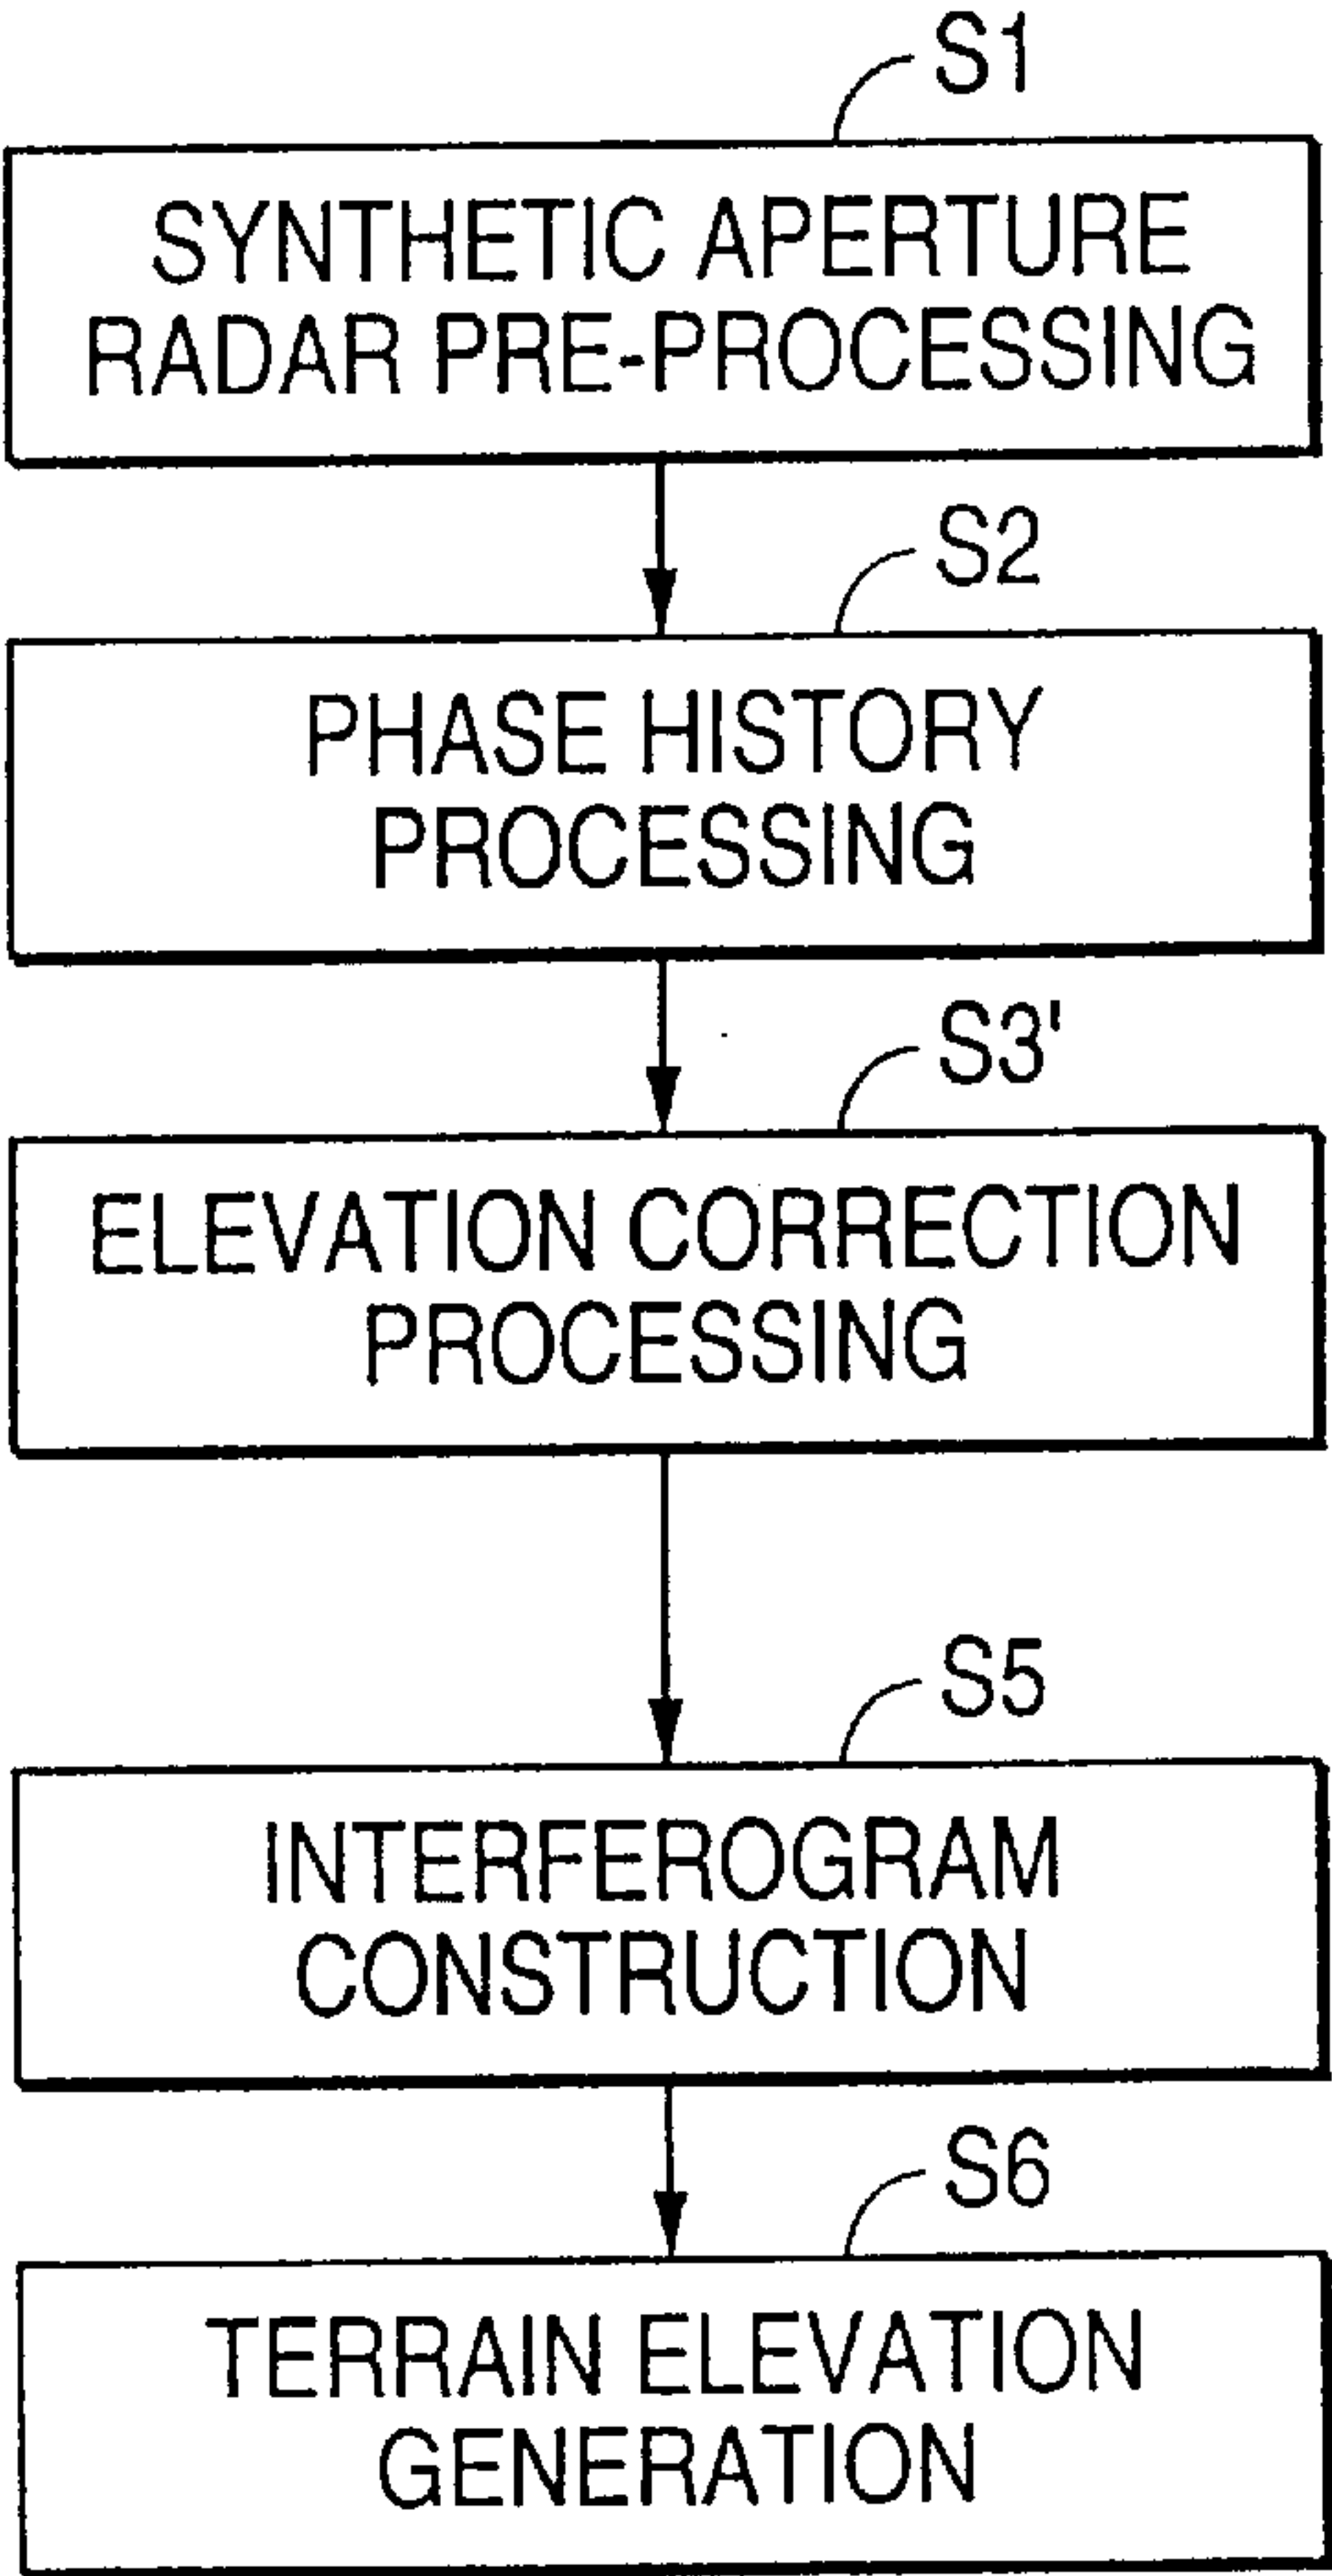 S1
SYNTHETIC APERTURE
RADAR PRE-PROCESSING
S2
PHASE HISTORY
PROCESSING
S3'
ELEVATION CORRECTION
PROCESSING
S5
INTERFEROGRAM
CONSTRUCTION
S6
TERRAIN ELEVATION
GENERATION